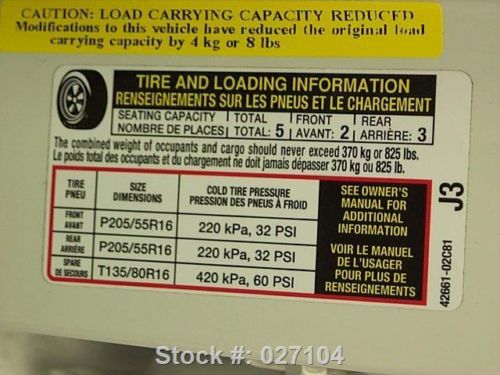 CAUTION: LOAD CARRYING CAPACITY REDUCED
Modifications to this vehicle have reduced the original load
carrying capacity by 4 kg or 8 lbs
TIRE AND LOADING INFORMATION
RENSEIGNEMENTS SUR LES PNEUS ET LE CHARGEMENT
SEATING CAPACITY TOTAL FRONT REAR
NOMBRE DE PLACES TOTAL: 5 AVANT: 2 ARRIÈRE: 3
The combined weight of occupants and cargo should never exceed 370 kg or 825 lbs.
Le poids total des occupants et du chargement ne doit jamais dépasser 370 kg ou 825 lb.
TIRE SIZE COLD TIRE PRESSURE
PNEU DIMENSIONS PRESSION DES PNEUS À FROID
FRONT
AVANT P205/55R16 220 kPa, 32 PSI
REAR
ARRIÈRE P205/55R16 220 kPa, 32 PSI
SPARE
DE SECOURS T135/80R16 420 kPa, 60 PSI
SEE OWNER'S
MANUAL FOR
ADDITIONAL
INFORMATION
VOIR LE MANUEL
DE L'USAGER
POUR PLUS DE
RENSEIGNEMENTS
J3
42661-02C81
Stock #: 027104